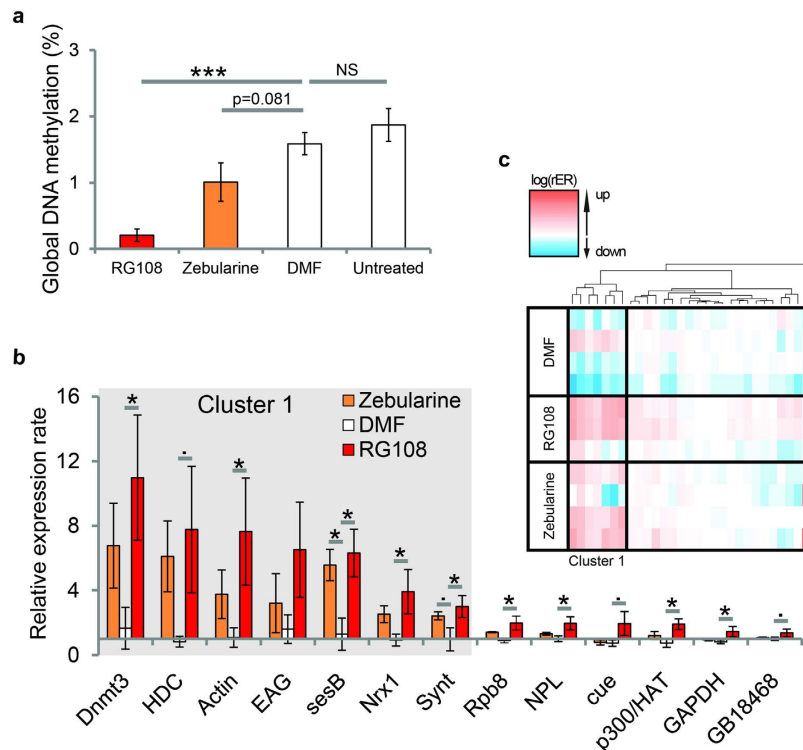 a
Global DNA methylation (%)
3
2
1
0
***
NS
p=0.081
RG108
Zebularine
DMF
Untreated
b
Relative expression rate
16
12
8
4
0
Cluster 1
Zebularine
DMF
RG108
*
.
*
*
*
*
.
*
*
*
.
*
*
.
Dnmt3
HDC
Actin
EAG
sesB
Nrx1
Synt
Rpb8
NPL
cue
p300/HAT
GAPDH
GB18468
c
log(rER)
up
down
DMF
RG108
Zebularine
Cluster 1